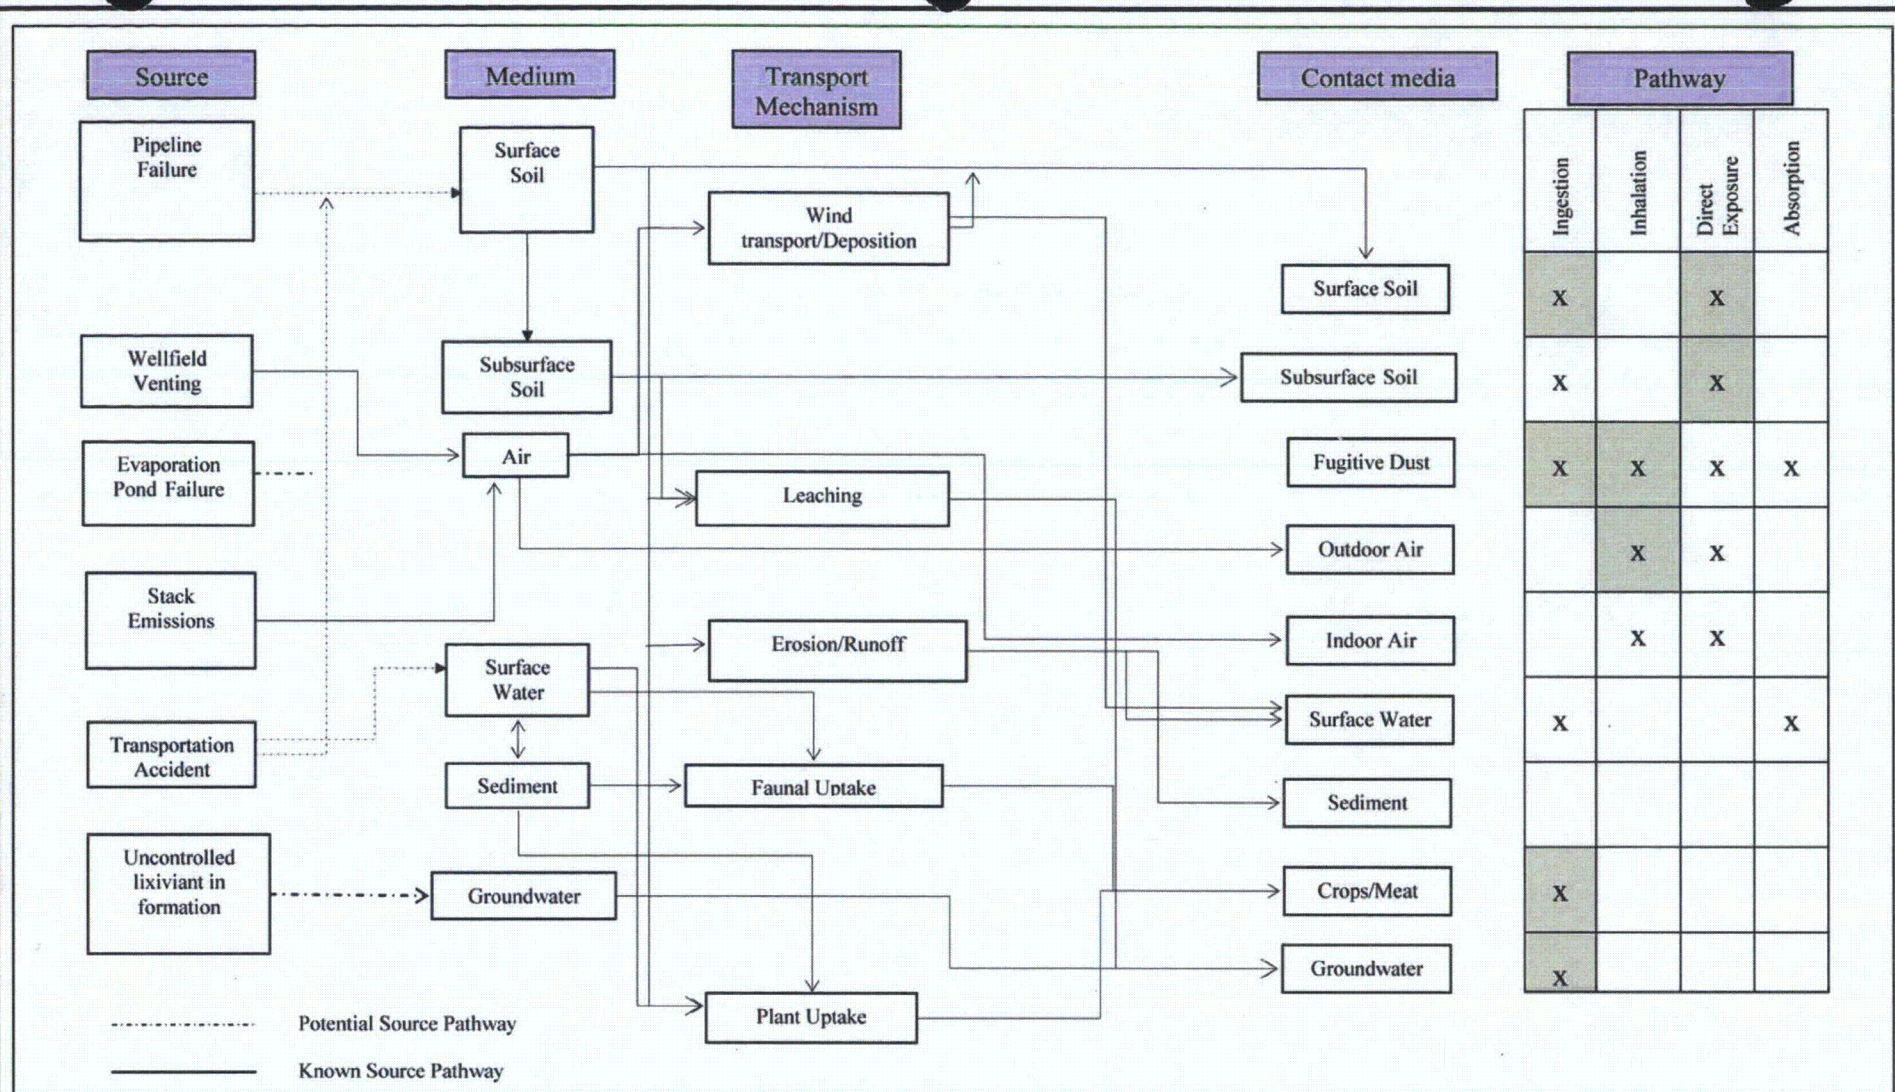 Source
Medium
Transport
Mechanism
Contact media
Pathway
Pipeline
Failure
Wellfield
Venting
Evaporation
Pond Failure
Stack
Emissions
Transportation
Accident
Uncontrolled
lixiviant in
formation
Surface
Soil
Subsurface
Soil
Air
Surface
Water
Sediment
Groundwater
Wind
transport/Deposition
Leaching
Erosion/Runoff
Faunal Uptake
Plant Uptake
Surface Soil
Subsurface Soil
Fugitive Dust
Outdoor Air
Indoor Air
Surface Water
Sediment
Crops/Meat
Groundwater
Ingestion
Inhalation
Direct
Exposure
Absorption
X X
X X
X X X X
X X
X X
X X
X
X
Potential Source Pathway
Known Source Pathway